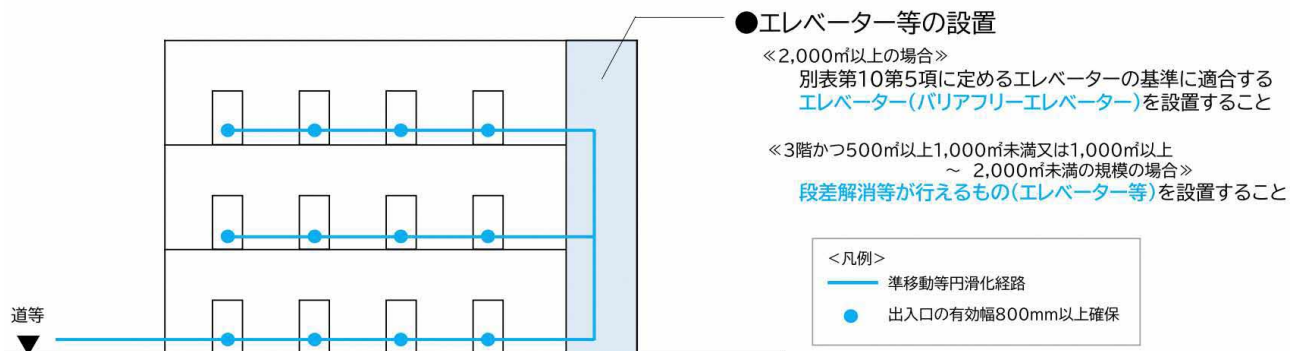 ●エレベーター等の設置
≪2,000㎡以上の場合≫
別表第10第5項に定めるエレベーターの基準に適合する
エレベーター(バリアフリーエレベーター)を設置すること
≪3階かつ500㎡以上1,000㎡未満又は1,000㎡以上
～ 2,000㎡未満の規模の場合≫
段差解消等が行えるもの(エレベーター等)を設置すること
<凡例>
準移動等円滑化経路
出入口の有効幅800mm以上確保
道等